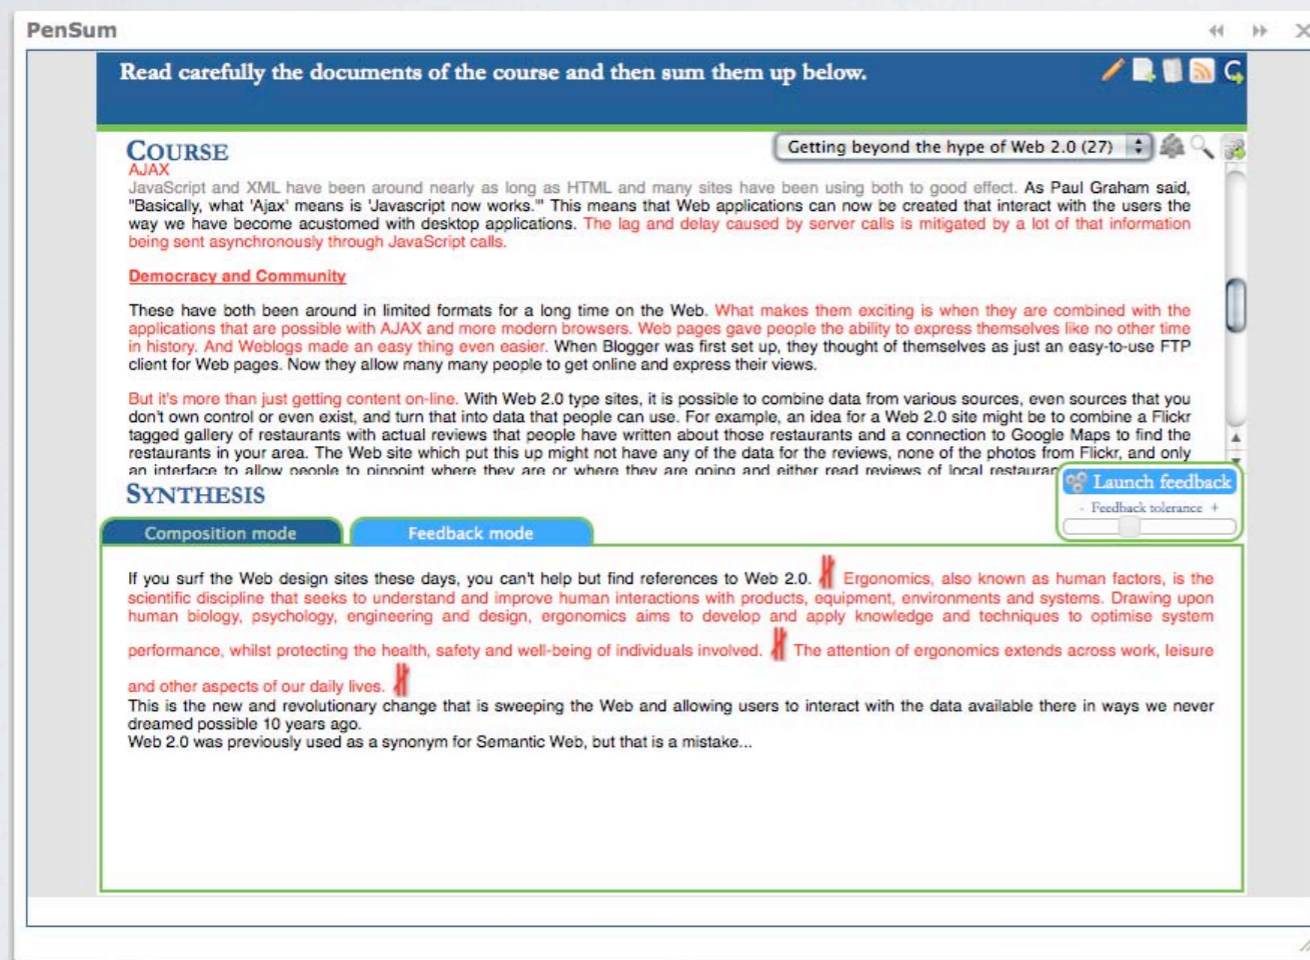 PenSum
Read carefully the documents of the course and then sum them up below.
COURSE
Getting beyond the hype of Web 2.0 (27)
AJAX
JavaScript and XML have been around nearly as long as HTML and many sites have been using both to good effect. As Paul Graham said,
"Basically, what 'Ajax' means is 'Javascript now works.'" This means that Web applications can now be created that interact with the users the
way we have become acustomed with desktop applications. The lag and delay caused by server calls is mitigated by a lot of that information
being sent asynchronously through JavaScript calls.
Democracy and Community
These have both been around in limited formats for a long time on the Web. What makes them exciting is when they are combined with the
applications that are possible with AJAX and more modern browsers. Web pages gave people the ability to express themselves like no other time
in history. And Weblogs made an easy thing even easier. When Blogger was first set up, they thought of themselves as just an easy-to-use FTP
client for Web pages. Now they allow many many people to get online and express their views.
But it's more than just getting content on-line. With Web 2.0 type sites, it is possible to combine data from various sources, even sources that you
don't own control or even exist, and turn that into data that people can use. For example, an idea for a Web 2.0 site might be to combine a Flickr
tagged gallery of restaurants with actual reviews that people have written about those restaurants and a connection to Google Maps to find the
restaurants in your area. The Web site which put this up might not have any of the data for the reviews, none of the photos from Flickr, and only
an interface to allow people to pinpoint where they are or where they are going and either read reviews of local
SYNTHESIS
Launch feedback
- Feedback tolerance +
Composition mode
Feedback mode
If you surf the Web design sites these days, you can't help but find references to Web 2.0. Ergonomics, also known as human factors, is the
scientific discipline that seeks to understand and improve human interactions with products, equipment, environments and systems. Drawing upon
human biology, psychology, engineering and design, ergonomics aims to develop and apply knowledge and techniques to optimise system
performance, whilst protecting the health, safety and well-being of individuals involved. The attention of ergonomics extends across work, leisure
and other aspects of our daily lives.
This is the new and revolutionary change that is sweeping the Web and allowing users to interact with the data available there in ways we never
dreamed possible 10 years ago.
Web 2.0 was previously used as a synonym for Semantic Web, but that is a mistake...